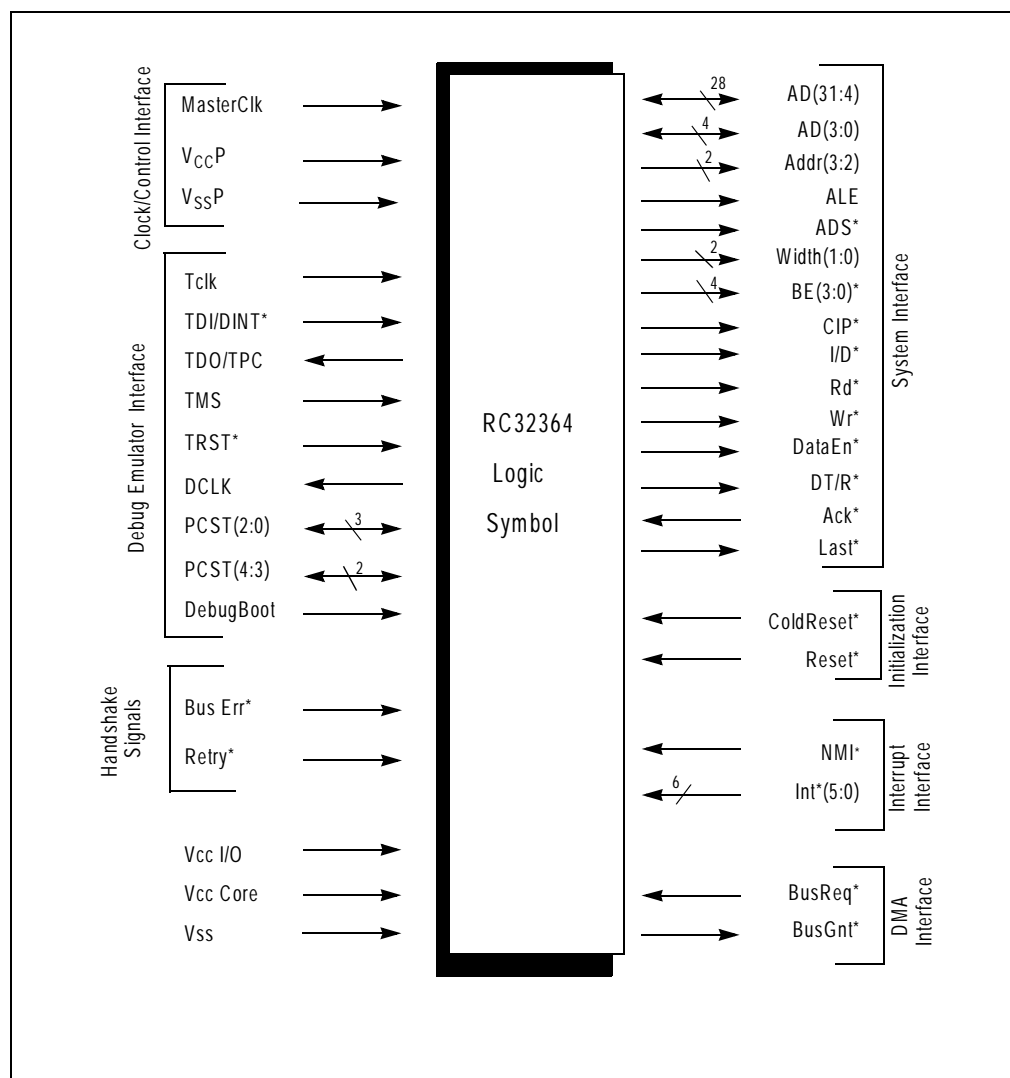 Clock/Control Interface
MasterClk
VCCP
VSSP
Debug Emulator Interface
Tclk
TDI/DINT*
TDO/TPC
TMS
TRST*
DCLK
PCST(2:0)
3
PCST(4:3)
2
DebugBoot
Handshake
Signals
Bus Err*
Retry*
Vcc I/O
Vcc Core
Vss
RC32364
Logic
Symbol
28
AD(31:4)
4
AD(3:0)
2
Addr(3:2)
ALE
ADS*
2
Width(1:0)
4
BE(3:0)*
CIP*
I/D*
Rd*
Wr*
DataEn*
DT/R*
Ack*
Last*
System Interface
ColdReset*
Reset*
Initialization
Interface
NMI*
6
Int*(5:0)
Interrupt
Interface
BusReq*
BusGnt*
DMA
Interface